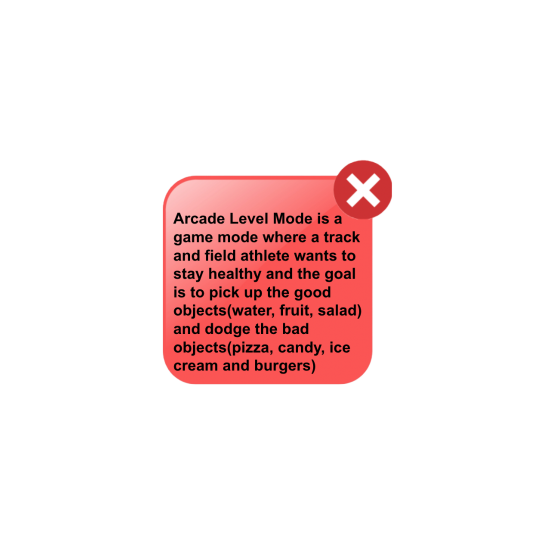 Arcade Level Mode is a
game mode where a track
and field athlete wants to
stay healthy and the goal
is to pick up the good
objects(water, fruit, salad)
and dodge the bad
objects(pizza, candy, ice
cream and burgers)